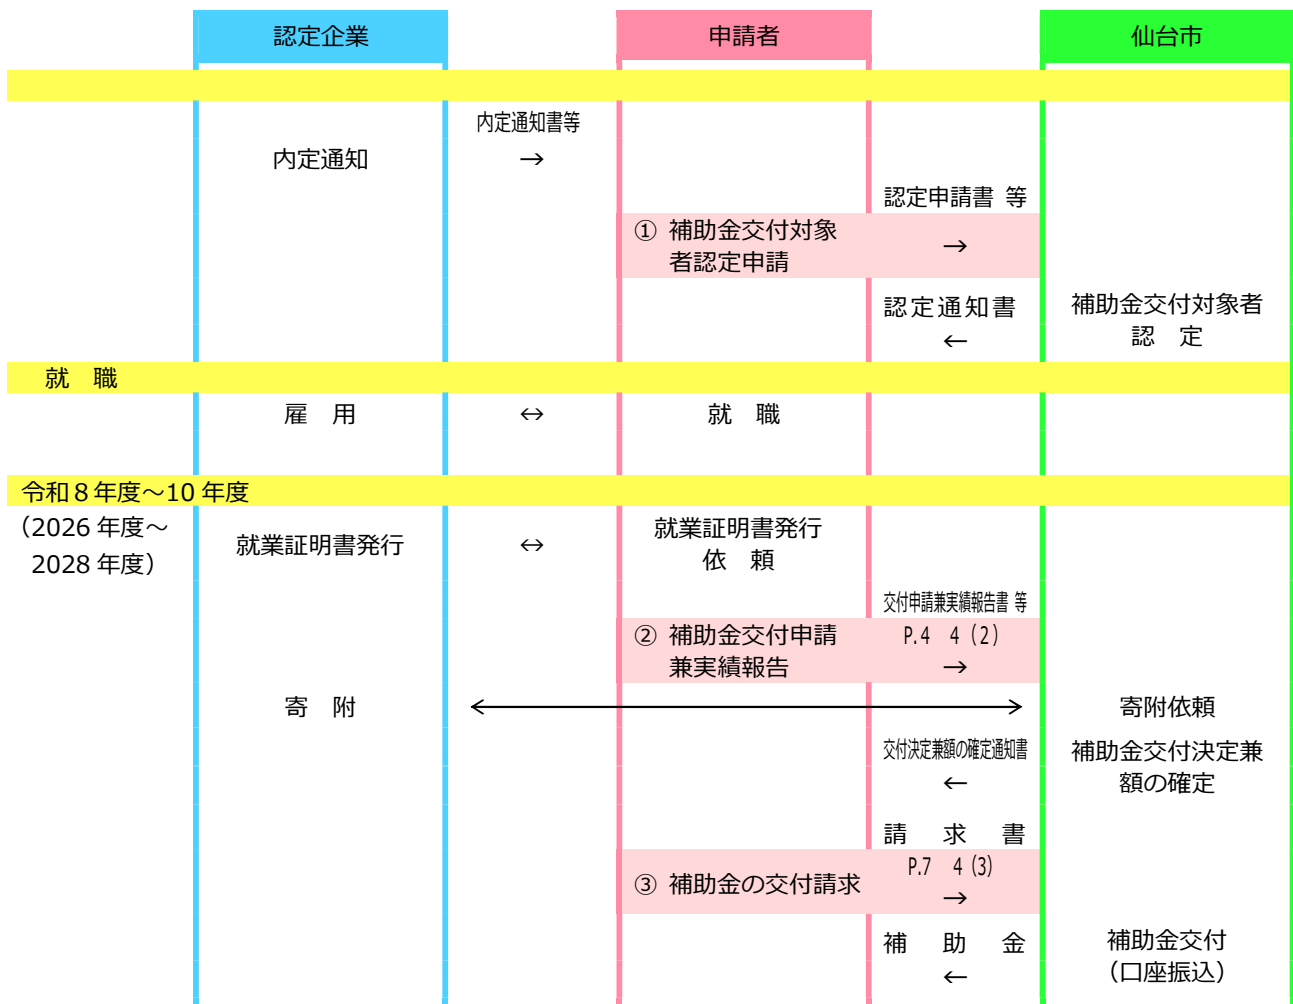 認定企業
申請者
仙台市
内定通知書等
内定通知
→
認定申請書 等
① 補助金交付対象
者認定申請
→
認定通知書
←
補助金交付対象者
認 定
就 職
雇 用
↔
就 職
令和８年度～10 年度
（2026 年度～
2028 年度）
就業証明書発行
↔
就業証明書発行
依 頼
交付申請兼実績報告書 等
② 補助金交付申請
兼実績報告
P.4 4 (2)
→
寄 附
寄附依頼
交付決定兼額の確定通知書
←
補助金交付決定兼
額の確定
請 求 書
③ 補助金の交付請求
P.7 4 (3)
→
補 助 金
←
補助金交付
（口座振込）